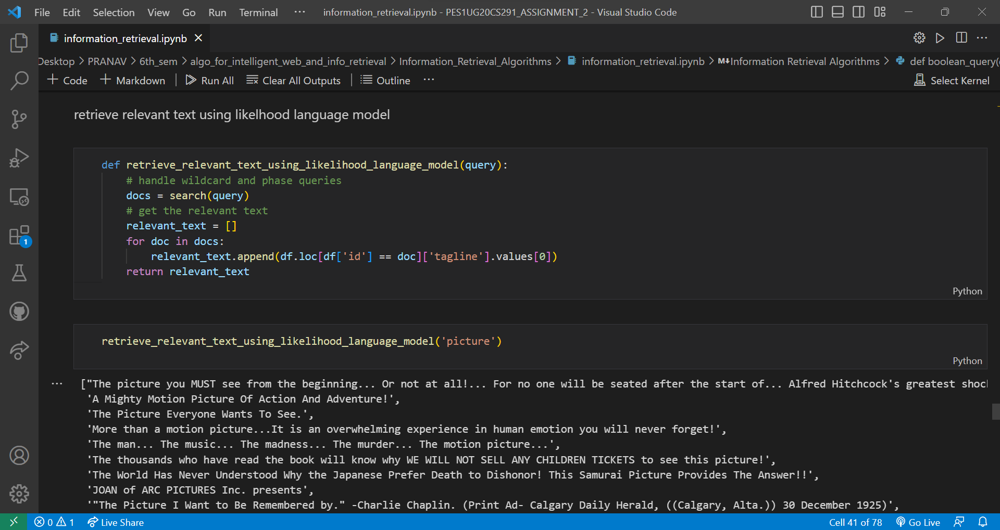 File Edit Selection View Go Run Terminal ··· information_retrieval.ipynb - PES1UG20CS291_ASSIGNMENT_2 - Visual Studio Code
information_retrieval.ipynb
Desktop > PRANAV > 6th_sem > algo_for_intelligent_web_and_info_retrieval > Information_Retrieval_Algorithms > information_retrieval.ipynb > M↓Information Retrieval Algorithms > def boolean_query(
+ Code + Markdown | Run All Clear All Outputs | Outline ··· Select Kernel
retrieve relevant text using likelhood language model
def retrieve_relevant_text_using_likelihood_language_model(query):
    # handle wildcard and phase queries
    docs = search(query)
    # get the relevant text
    relevant_text = []
    for doc in docs:
        relevant_text.append(df.loc[df['id'] == doc]['tagline'].values[0])
    return relevant_text
Python
retrieve_relevant_text_using_likelihood_language_model('picture')
Python
["The picture you MUST see from the beginning... Or not at all!... For no one will be seated after the start of... Alfred Hitchcock's greatest shoc
'A Mighty Motion Picture Of Action And Adventure!',
'The Picture Everyone Wants To See.',
'More than a motion picture...It is an overwhelming experience in human emotion you will never forget!',
'The man... The music... The madness... The murder... The motion picture...',
'The thousands who have read the book will know why WE WILL NOT SELL ANY CHILDREN TICKETS to see this picture!',
'The World Has Never Understood Why the Japanese Prefer Death to Dishonor! This Samurai Picture Provides The Answer!!',
'JOAN of ARC PICTURES Inc. presents',
'"The Picture I Want to Be Remembered by." -Charlie Chaplin. (Print Ad- Calgary Daily Herald, ((Calgary, Alta.)) 30 December 1925)',
1
0 1 Live Share Cell 41 of 78 Go Live